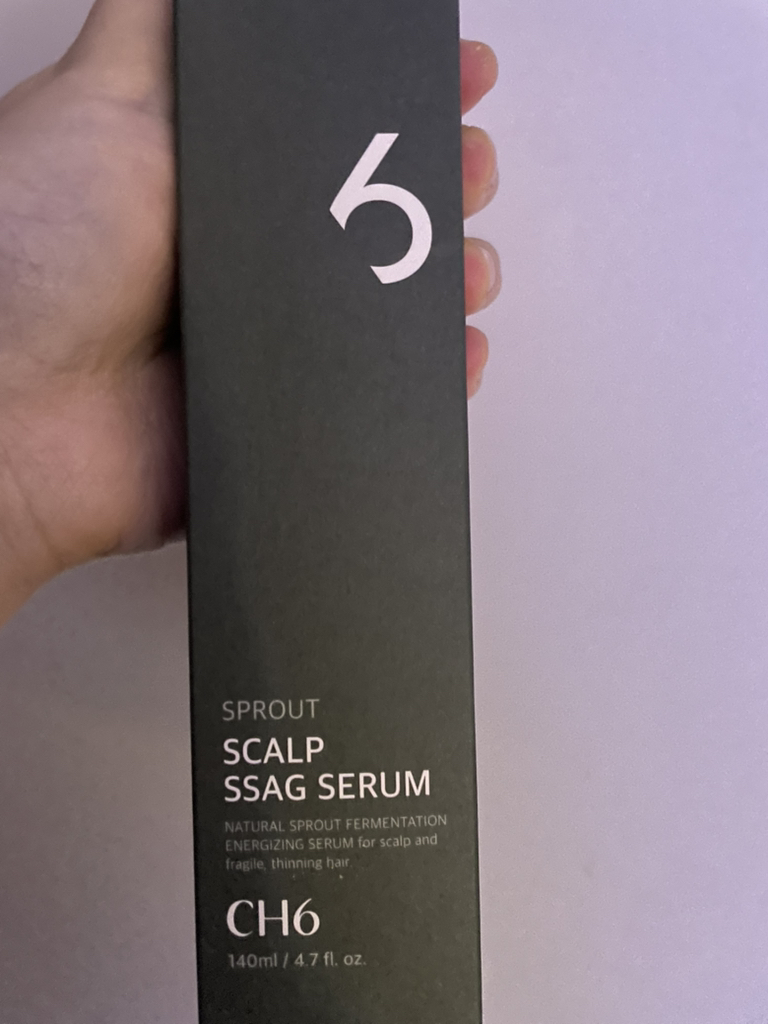 6
SPROUT
SCALP
SSAG SERUM
NATURAL SPROUT FERMENTATION
ENERGIZING SERUM for scalp and
fragile, thinning hair.
CH6
140ml / 4.7 fl. oz.